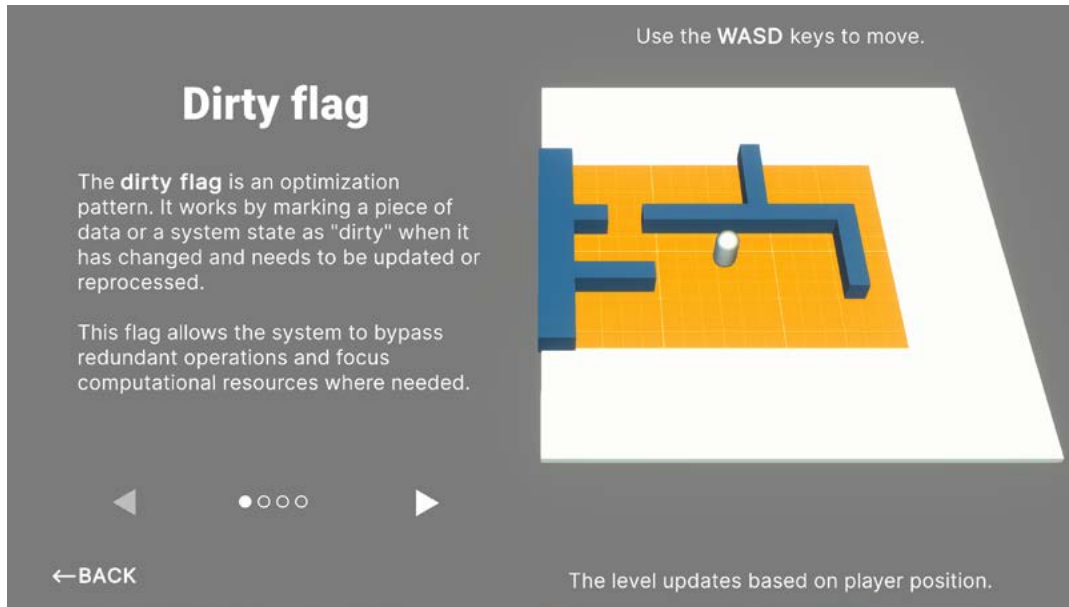 Use the WASD keys to move.
Dirty flag
The dirty flag is an optimization
pattern. It works by marking a piece of
data or a system state as "dirty" when it
has changed and needs to be updated or
reprocessed.
This flag allows the system to bypass
redundant operations and focus
computational resources where needed.
←BACK
The level updates based on player position.